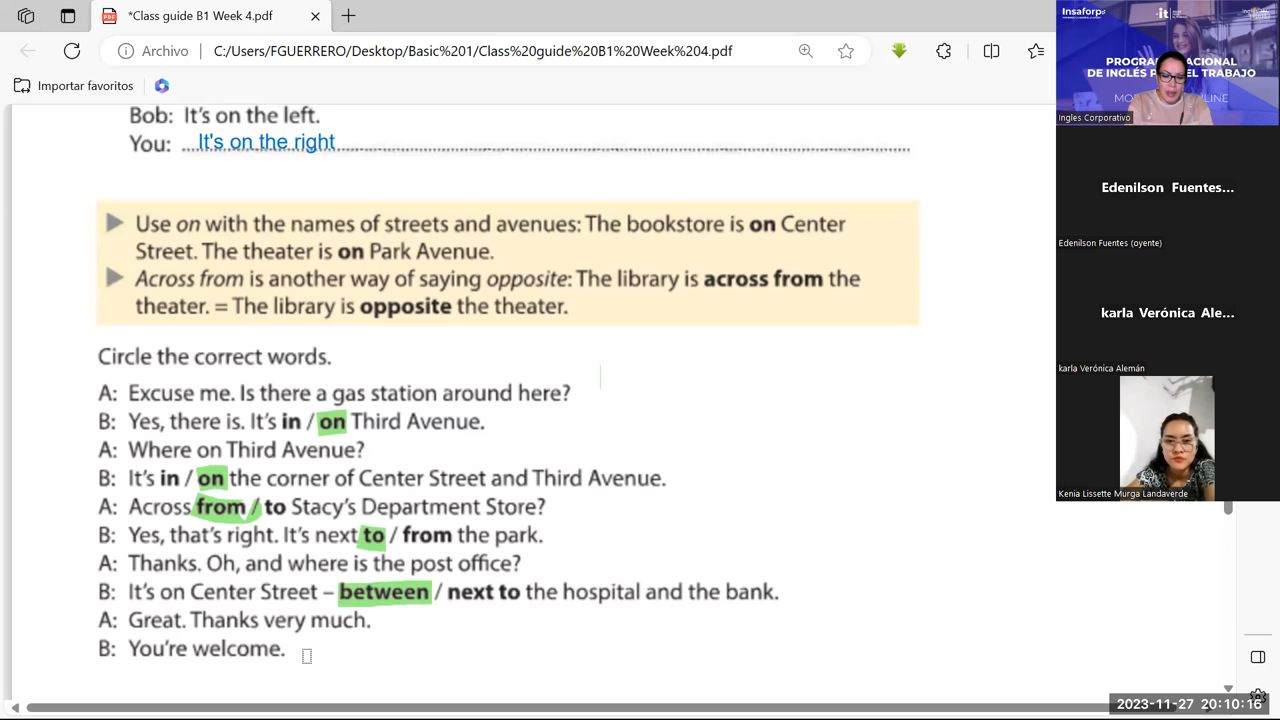 *Class guide B1 Week 4.pdf
Archivo
C:/Users/FGUERRERO/Desktop/Basic%201/Class%20guide%20B1%20Week%204.pdf
Importar favoritos
Bob: It's on the left.
You: It's on the right
Use on with the names of streets and avenues: The bookstore is on Center
Street. The theater is on Park Avenue.
Across from is another way of saying opposite: The library is across from the
theater. = The library is opposite the theater.
Circle the correct words.
A: Excuse me. Is there a gas station around here?
B: Yes, there is. It's in / on Third Avenue.
A: Where on Third Avenue?
B: It's in / on the corner of Center Street and Third Avenue.
A: Across from / to Stacy's Department Store?
B: Yes, that's right. It's next to / from the park.
A: Thanks. Oh, and where is the post office?
B: It's on Center Street – between / next to the hospital and the bank.
A: Great. Thanks very much.
B: You're welcome.
Insaforp
it
DE INGLÉS
EL TRABAJO
Ingles Corporativo
Edenilson Fuentes...
Edenilson Fuentes (oyente)
karla Verónica Ale...
karla Verónica Alemán
Kenia Lissette Murga Landaverde
2023-11-27 20:10:16